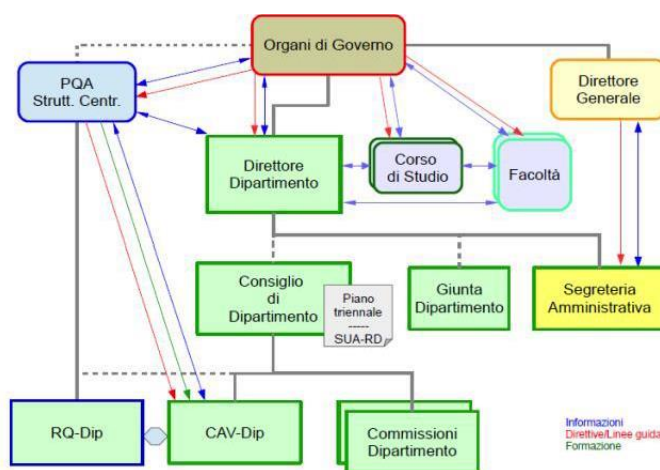 Organi di Governo
PQA
Strutt. Centr.
Direttore
Generale
Direttore
Dipartimento
Corso
di Studio
Facoltà
Consiglio
di
Dipartimento
Piano
triennale
-----
SUA-RD
Giunta
Dipartimento
Segreteria
Amministrativa
RQ-Dip
CAV-Dip
Commissioni
Dipartimento
Informazioni
Direttive/Linee guida
Formazione